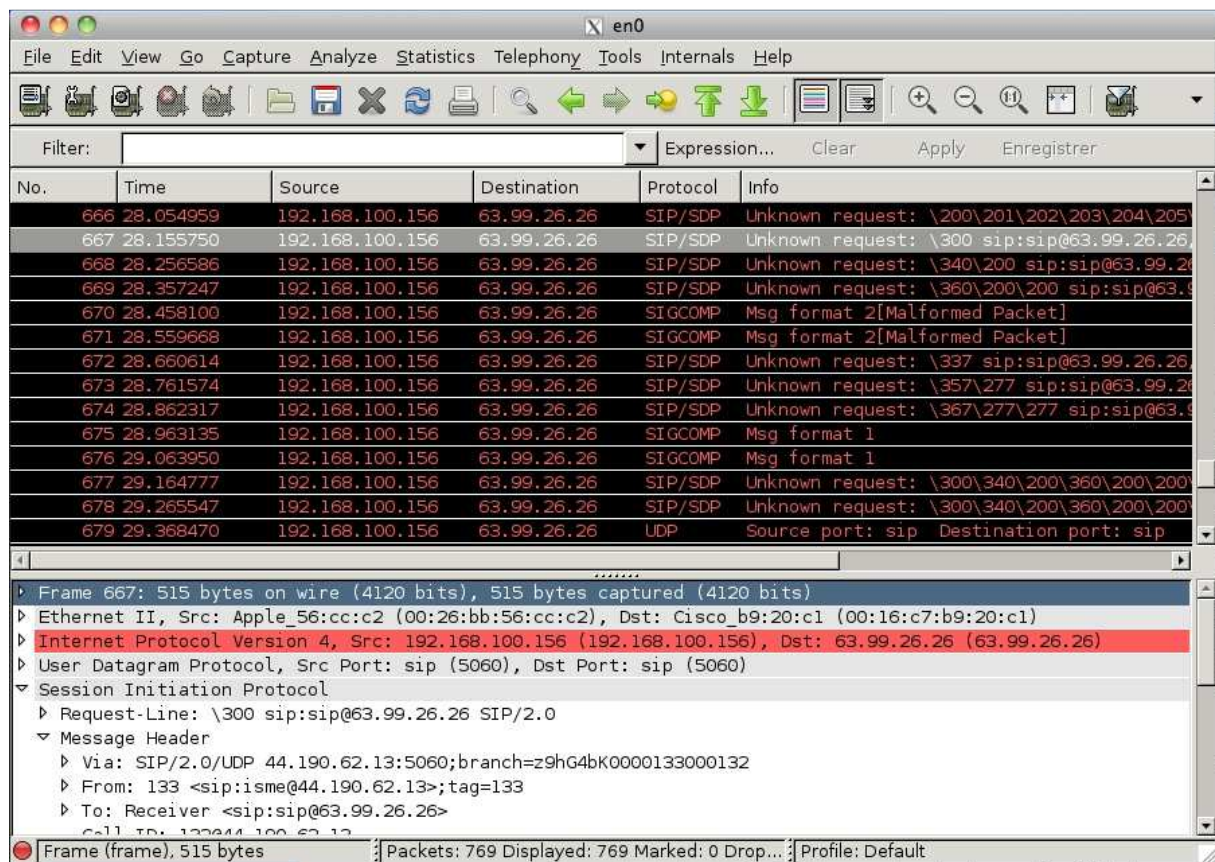 en0
File Edit View Go Capture Analyze Statistics Telephony Tools Internals Help
Filter: Expression... Clear Apply Enregistrer
No. Time Source Destination Protocol Info
666 28.054959 192.168.100.156 63.99.26.26 SIP/SDP Unknown request: \200\201\202\203\204\205\
667 28.155750 192.168.100.156 63.99.26.26 SIP/SDP Unknown request: \300 sip:sip@63.99.26.26,
668 28.256586 192.168.100.156 63.99.26.26 SIP/SDP Unknown request: \340\200 sip:sip@63.99.26
669 28.357247 192.168.100.156 63.99.26.26 SIP/SDP Unknown request: \360\200\200 sip:sip@63.9
670 28.458100 192.168.100.156 63.99.26.26 SIGCOMP Msg format 2[Malformed Packet]
671 28.559668 192.168.100.156 63.99.26.26 SIGCOMP Msg format 2[Malformed Packet]
672 28.660614 192.168.100.156 63.99.26.26 SIP/SDP Unknown request: \337 sip:sip@63.99.26.26,
673 28.761574 192.168.100.156 63.99.26.26 SIP/SDP Unknown request: \357\277 sip:sip@63.99.26
674 28.862317 192.168.100.156 63.99.26.26 SIP/SDP Unknown request: \367\277\277 sip:sip@63.9
675 28.963135 192.168.100.156 63.99.26.26 SIGCOMP Msg format 1
676 29.063950 192.168.100.156 63.99.26.26 SIGCOMP Msg format 1
677 29.164777 192.168.100.156 63.99.26.26 SIP/SDP Unknown request: \300\340\200\360\200\200\
678 29.265547 192.168.100.156 63.99.26.26 SIP/SDP Unknown request: \300\340\200\360\200\200\
679 29.368470 192.168.100.156 63.99.26.26 UDP Source port: sip Destination port: sip
Frame 667: 515 bytes on wire (4120 bits), 515 bytes captured (4120 bits)
Ethernet II, Src: Apple_56:cc:c2 (00:26:bb:56:cc:c2), Dst: Cisco_b9:20:c1 (00:16:c7:b9:20:c1)
Internet Protocol Version 4, Src: 192.168.100.156 (192.168.100.156), Dst: 63.99.26.26 (63.99.26.26)
User Datagram Protocol, Src Port: sip (5060), Dst Port: sip (5060)
Session Initiation Protocol
Request-Line: \300 sip:sip@63.99.26.26 SIP/2.0
Message Header
Via: SIP/2.0/UDP 44.190.62.13:5060;branch=z9hG4bK0000133000132
From: 133 <sip:isme@44.190.62.13>;tag=133
To: Receiver <sip:sip@63.99.26.26>
Frame (frame), 515 bytes Packets: 769 Displayed: 769 Marked: 0 Drop... Profile: Default